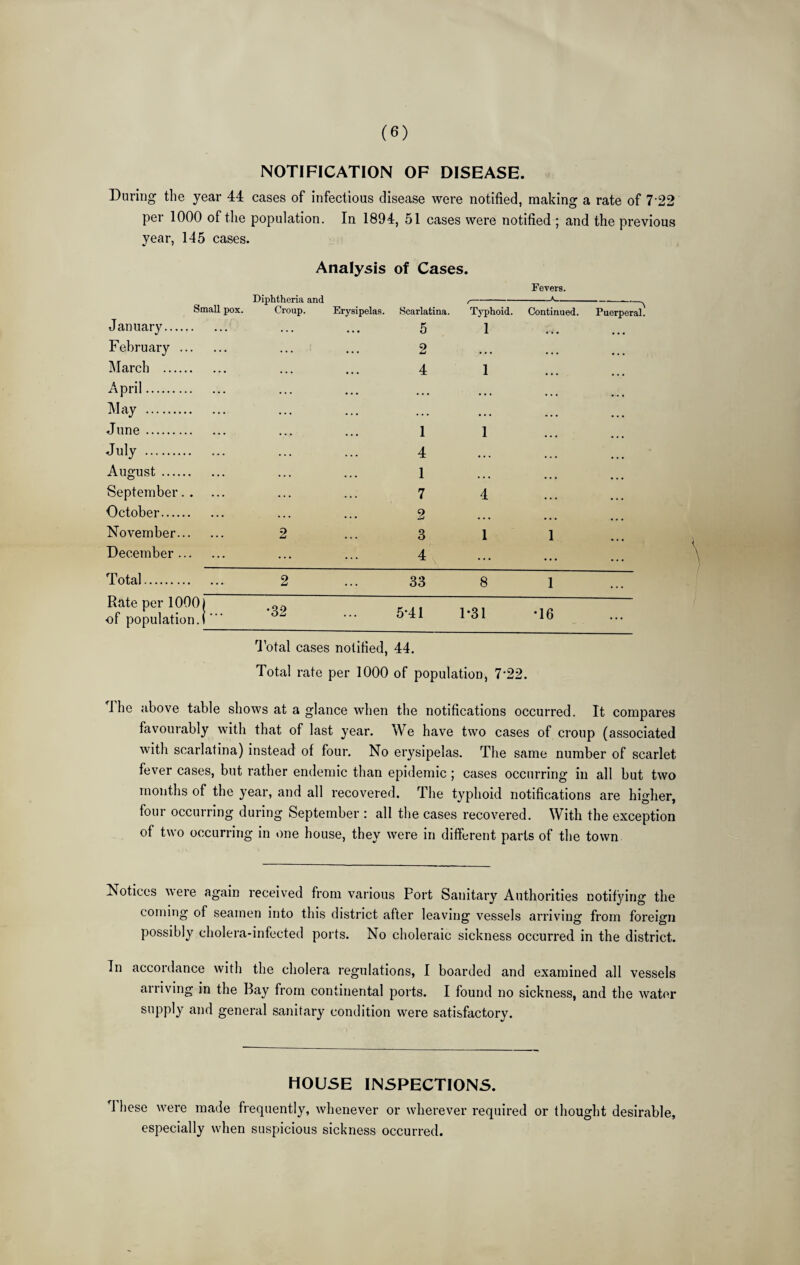 (6)
NOTIFICATION OF DISEASE.
During the year 44 cases of infectious disease were notified, making a rate of 7·22
per 1000 of the population. In 1894, 51 cases were notified ; and the previous
year, 145 cases.
Analysis of Cases.
Fevers.
Small pox. Diphtheria and Croup. Erysipelas. Scarlatina. Typhoid. Continued. Puerperal.
January...... ... ... ... 5 1 ... ...
February ... ... ... ... 2 ... ... ...
March ...... ... ... ... 4 1 ... ...
April......... ... ... ... ... ... ... ...
May ......... ... ... ... ... ... ... ...
June ......... ... ... ... 1 1 ... ...
July ......... ... ... ... 4 ... ... ...
August ...... ... ... ... 1 ... ... ...
September . . ... ... ... 7 4 ... ...
October...... ... ... ... 2 ... ... ...
November... ... 2 ... 3 1 1 ...
December ... ... ... ... 4 ... ... ...
Total......... ... 2 ... 33 8 1 ...
Rate per 1000
of population. ... ·32 ... 5·41 1·31 ·16 ...
Total cases notified, 44.
Total rate per 1000 of population, 7·22.
The above table shows at a glance when the notifications occurred. It compares
favourably with that of last year. We have two cases of croup (associated
with scarlatina) instead of four. No erysipelas. The same number of scarlet
fever cases, but rather endemic than epidemic ; cases occurring in all but two
months of the year, and all recovered. The typhoid notifications are higher,
four occurring during September : all the cases recovered. With the exception
of two occurring in one house, they were in different parts of the town
Notices were again received from various Port Sanitary Authorities notifying the
coming of seamen into this district after leaving vessels arriving from foreign
possibly cholera-infected ports. No choleraic sickness occurred in the district.
In accordance with the cholera regulations, I boarded and examined all vessels
arriving in the Bay from continental ports. I found no sickness, and the water
supply and general sanitary condition were satisfactory.
HOUSE INSPECTIONS.
These were made frequently, whenever or wherever required or thought desirable,
especially when suspicious sickness occurred.